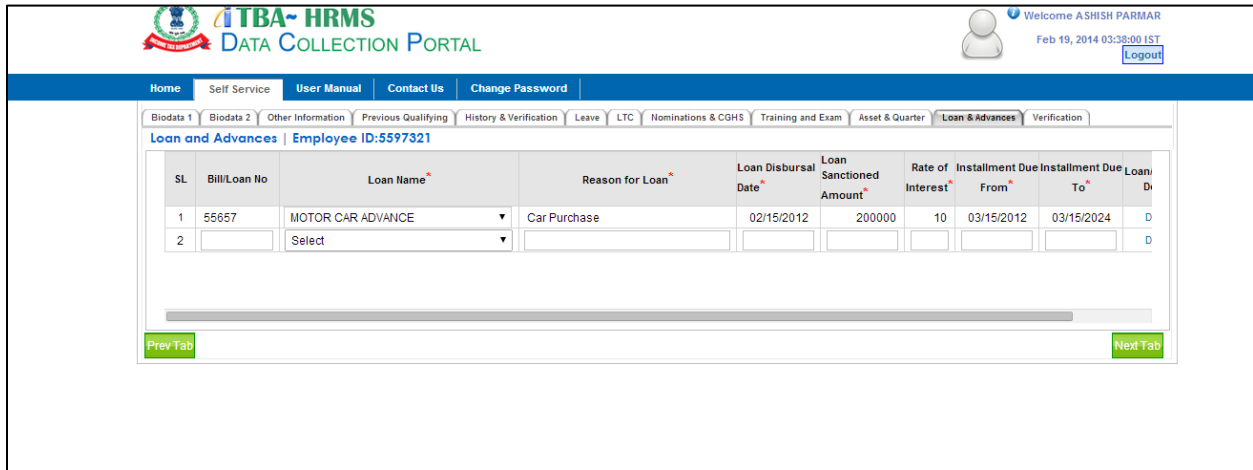 iTBA~ HRMS
DATA COLLECTION PORTAL
INCOME TAX DEPARTMENT
Welcome ASHISH PARMAR
Feb 19, 2014 03:38:00 IST
Logout
Home Self Service User Manual Contact Us Change Password
Biodata 1 Biodata 2 Other Information Previous Qualifying History & Verification Leave LTC Nominations & CGHS Training and Exam Asset & Quarter Loan & Advances Verification
Loan and Advances | Employee ID:5597321
SL Bill/Loan No Loan Name* Reason for Loan* Loan Disbursal Date* Loan Sanctioned Amount* Rate of Interest* Installment Due From* Installment Due To* Loan/
1 55657 MOTOR CAR ADVANCE Car Purchase 02/15/2012 200000 10 03/15/2012 03/15/2024 D
2 Select D
Prev Tab Next Tab